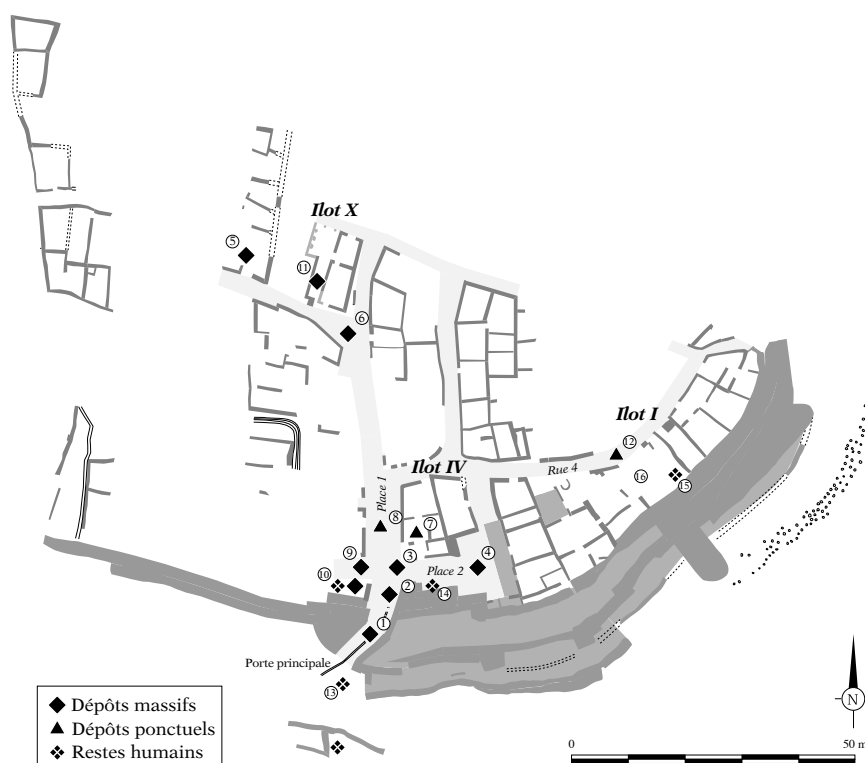 Ilot X
5
11
6
Ilot I
12
Ilot IV
Rue 4
16
15
Place 1
8
7
9
3
4
10
Place 2
2
14
1
Porte principale
13
N
Dépôts massifs
Dépôts ponctuels
Restes humains
0
50 m